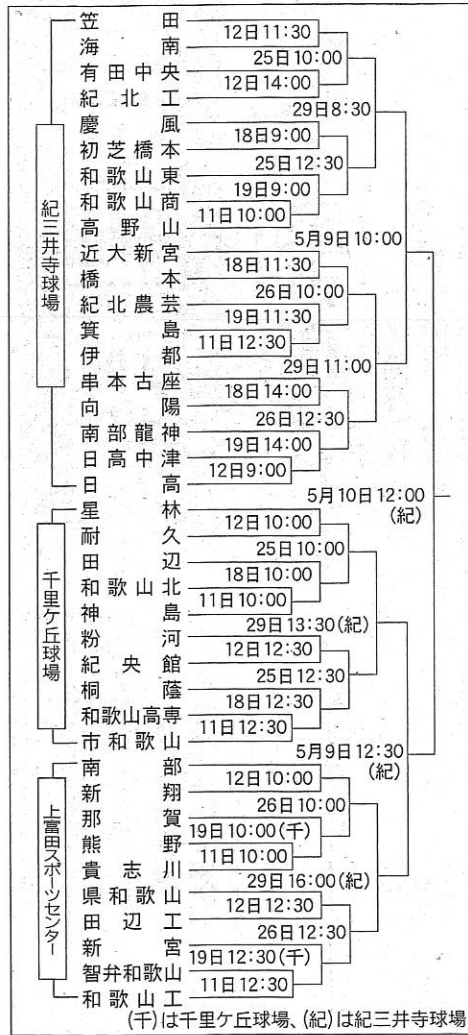 笠田
12日11:30
海南
25日10:00
有田中央
12日14:00
紀北工
29日8:30
慶風
18日9:00
初芝橋本
25日12:30
和歌山東
19日9:00
和歌山商
11日10:00
高野山
5月9日10:00
近大新宮
18日11:30
橋本
26日10:00
紀北農芸
19日11:30
箕島
11日12:30
伊都
29日11:00
串本古座
18日14:00
向陽
26日12:30
南部龍神
19日14:00
日高中津
12日9:00
日高
紀三井寺球場
5月10日12:00
(紀)
星林
12日10:00
耐久
25日10:00
田辺
18日10:00
和歌山北
11日10:00
神島
29日13:30(紀)
粉河
12日12:30
紀央館
25日12:30
桐蔭
18日12:30
和歌山高専
11日12:30
市和歌山
千里ケ丘球場
5月9日12:30
(紀)
南部
12日10:00
新翔
26日10:00
那賀
19日10:00(千)
熊野
11日10:00
貴志川
29日16:00(紀)
県和歌山
12日12:30
田辺工
26日12:30
新宮
19日12:30(千)
智弁和歌山
11日12:30
和歌山工
上富田スポーツセンター
(千)は千里ケ丘球場、(紀)は紀三井寺球場